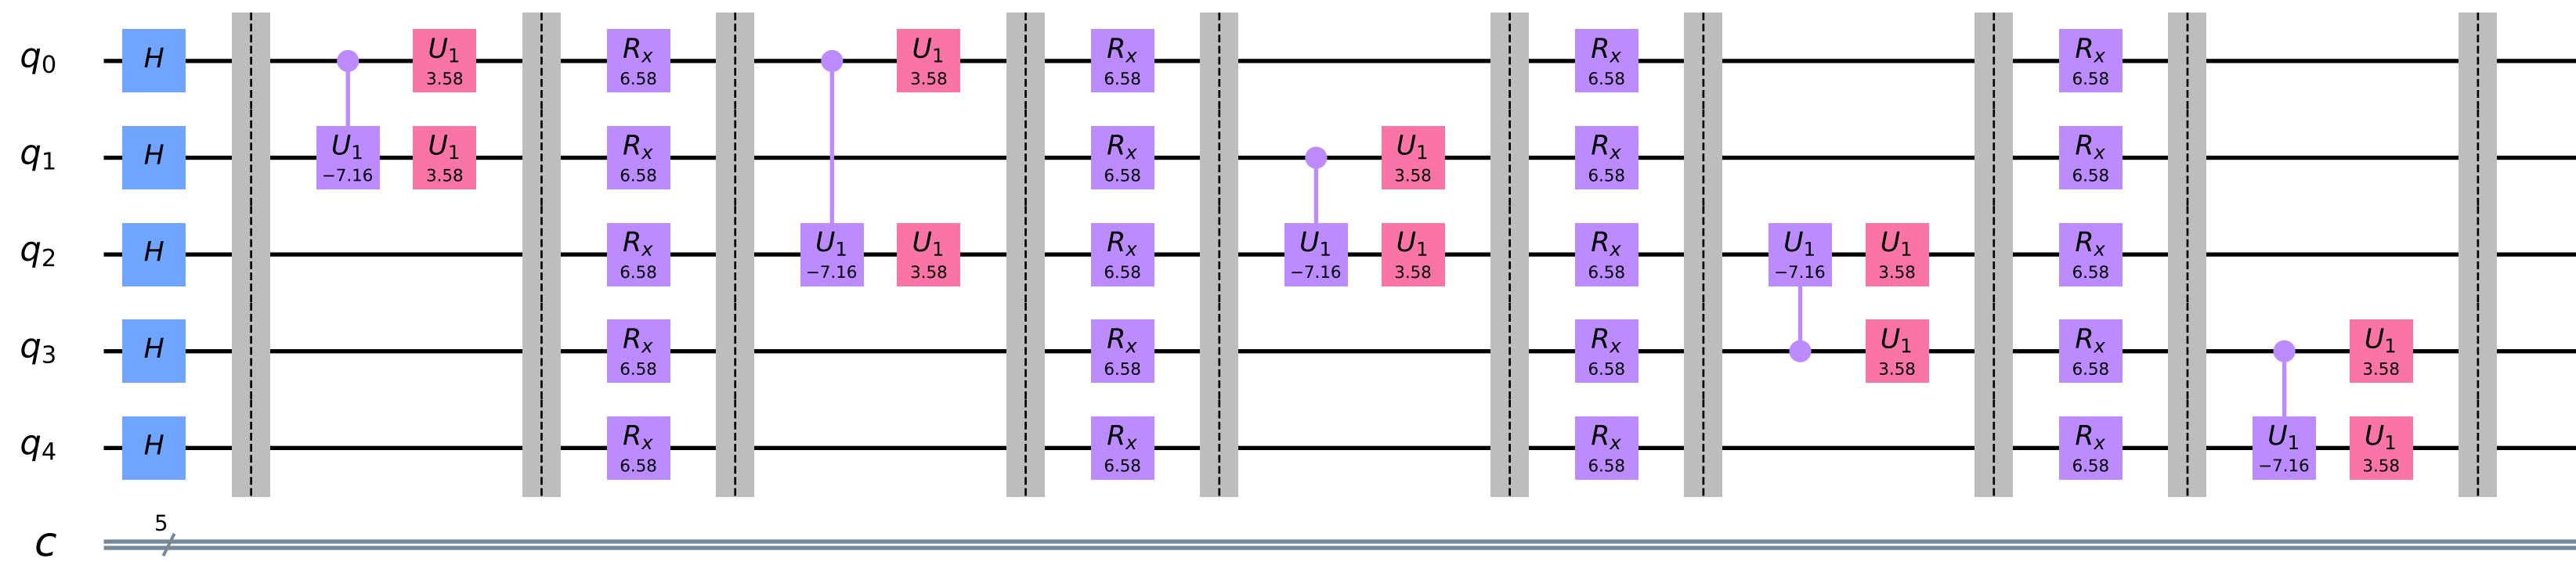 q0 H U1 3.58 Rx 6.58 U1 3.58 Rx 6.58 Rx 6.58 Rx 6.58
q1 H U1 −7.16 U1 3.58 Rx 6.58 Rx 6.58 U1 3.58 Rx 6.58 Rx 6.58
q2 H Rx 6.58 U1 −7.16 U1 3.58 Rx 6.58 U1 −7.16 U1 3.58 Rx 6.58 U1 −7.16 U1 3.58 Rx 6.58
q3 H Rx 6.58 Rx 6.58 Rx 6.58 U1 3.58 Rx 6.58 U1 3.58
q4 H Rx 6.58 Rx 6.58 Rx 6.58 Rx 6.58 U1 −7.16 U1 3.58
5
c